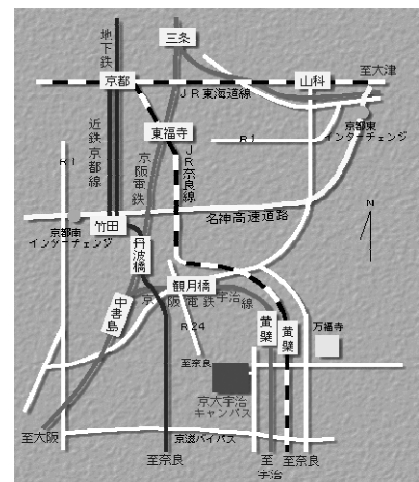 三条
地下鉄
京都
山科
至大津
JR東海道線
東福寺
R1
京都東
インターチェンジ
近鉄京都線
R1
京阪電鉄
JR奈良線
名神高速道路
N
京都南
インターチェンジ
竹田
丹波橋
観月橋
京阪電鉄宇治線
中書島
R24
黄檗
黄檗
万福寺
至奈良
京大宇治
キャンパス
至大阪
京滋バイパス
至奈良
至宇治
至奈良